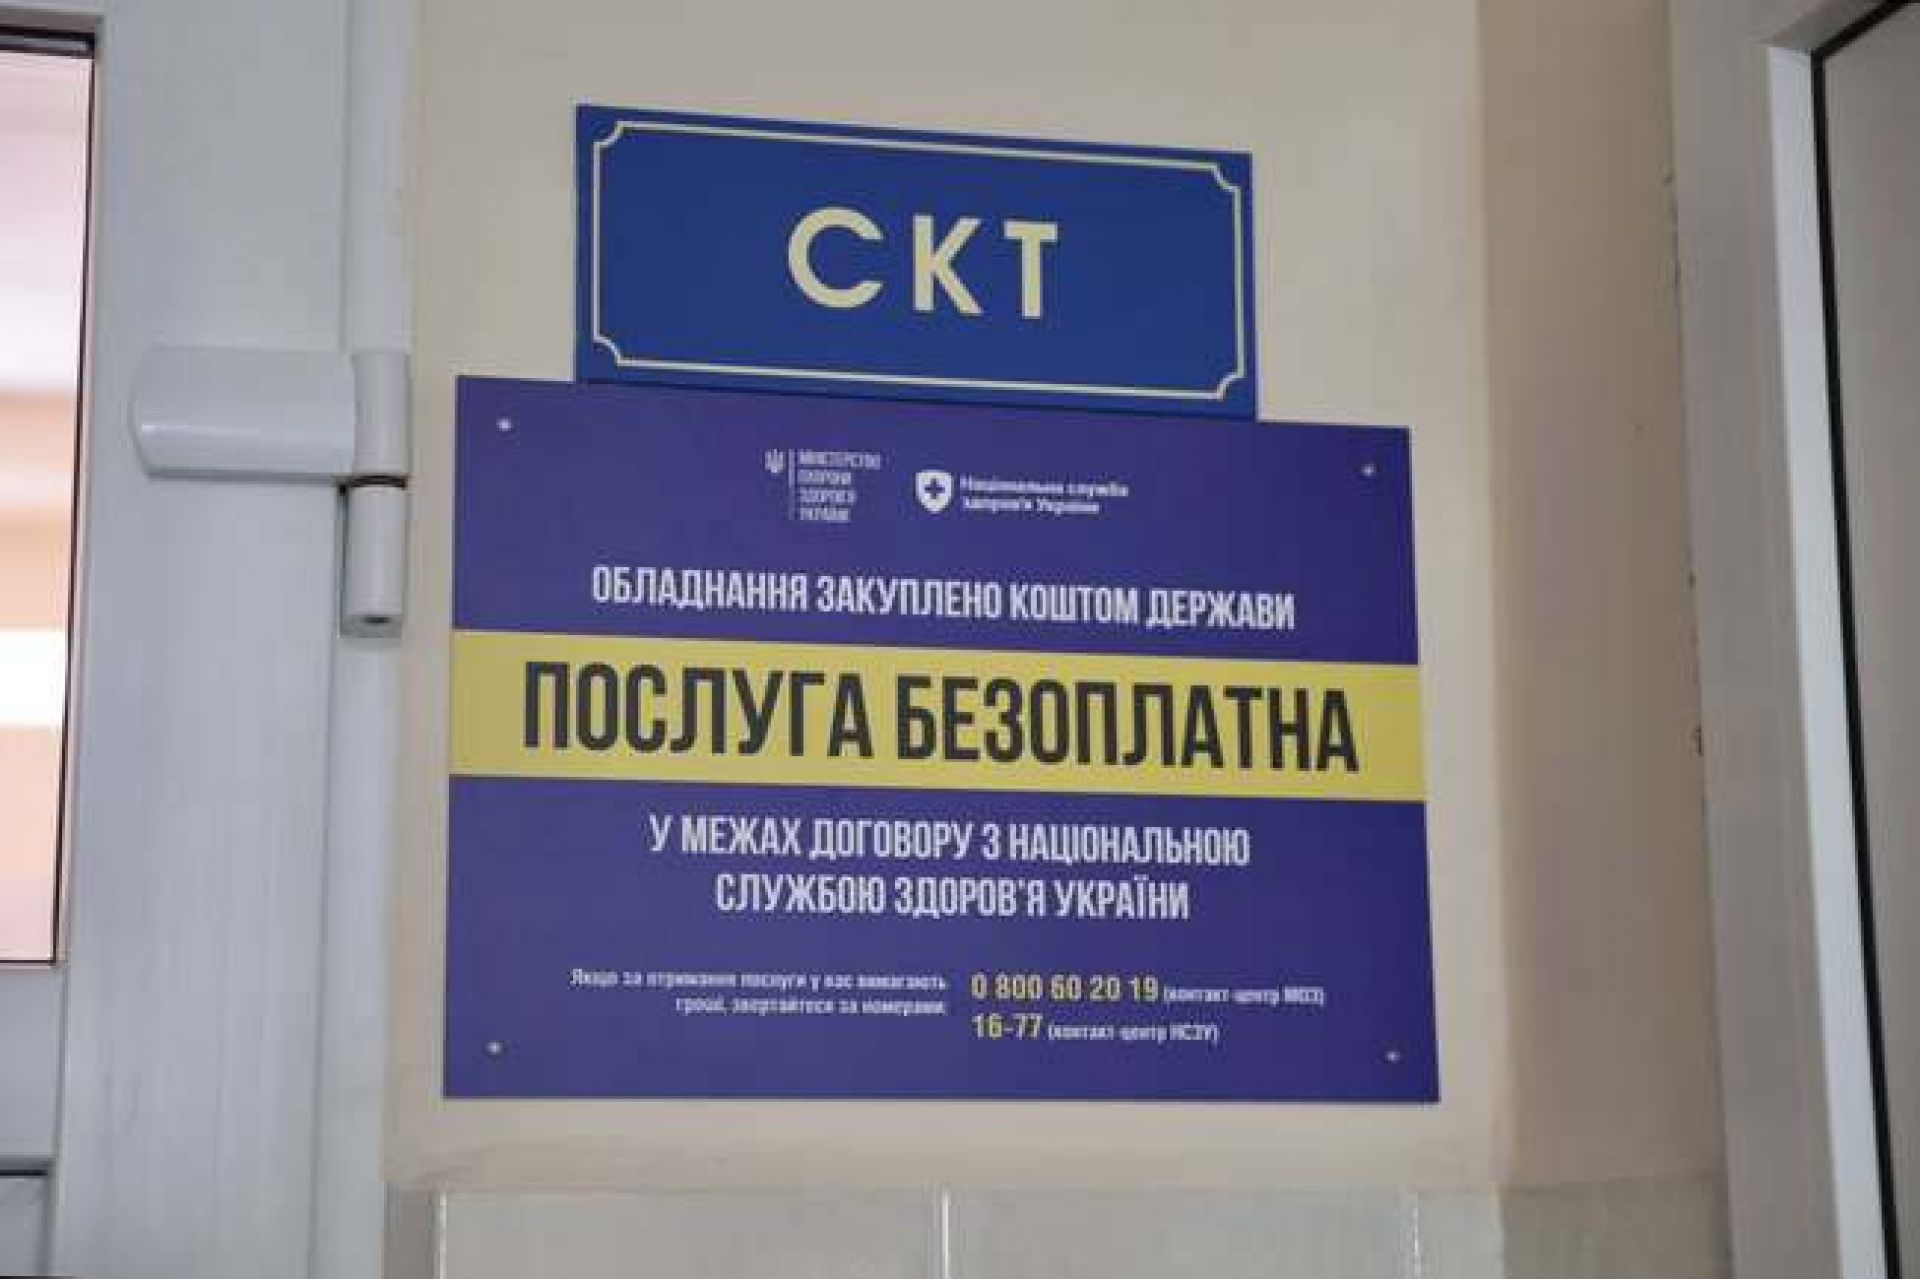 СКТ
МІНІСТЕРСТВО
ОХОРОНИ
ЗДОРОВ'Я
УКРАЇНИ
Національна служба
здоров'я України
ОБЛАДНАННЯ ЗАКУПЛЕНО КОШТОМ ДЕРЖАВИ
ПОСЛУГА БЕЗОПЛАТНА
У МЕЖАХ ДОГОВОРУ З НАЦІОНАЛЬНОЮ
СЛУЖБОЮ ЗДОРОВ'Я УКРАЇНИ
Якщо за отримання послуги у вас вимагають
гроші, звертайтеся за номерами:
0 800 60 20 19 (контакт-центр МОЗ)
16-77 (контакт-центр НСЗУ)